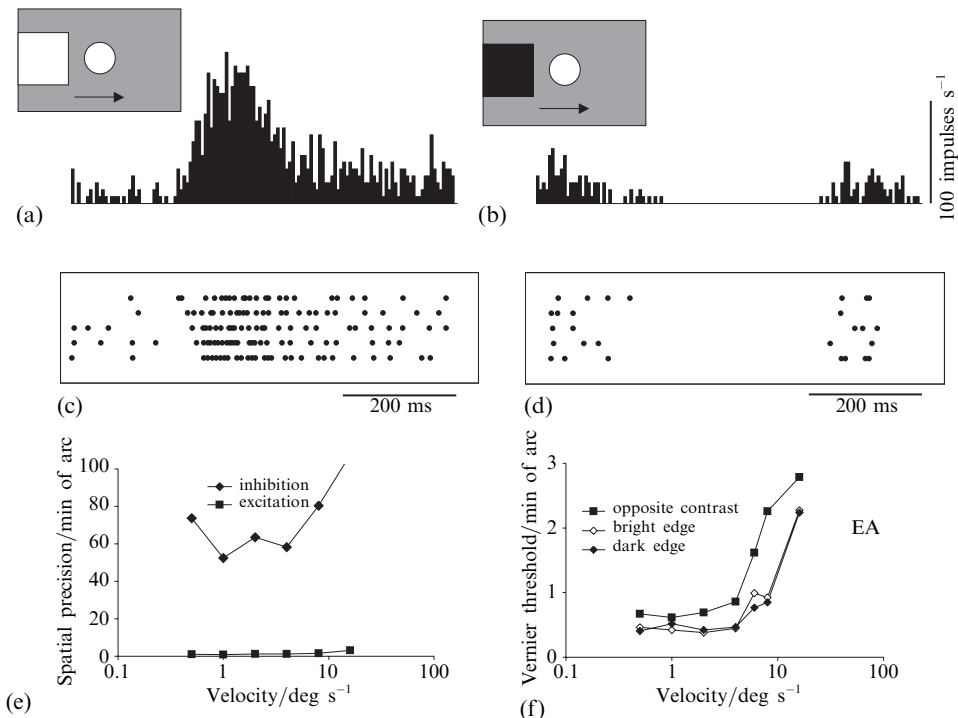 (a)
(b)
100 impulses s⁻¹
(c)
200 ms
(d)
200 ms
Spatial precision/min of arc
100
80
60
40
20
0
inhibition
excitation
0.1 1 10 100
Velocity/deg s⁻¹
(e)
Vernier threshold/min of arc
3
2
1
0
opposite contrast
bright edge
dark edge
EA
0.1 1 10 100
Velocity/deg s⁻¹
(f)